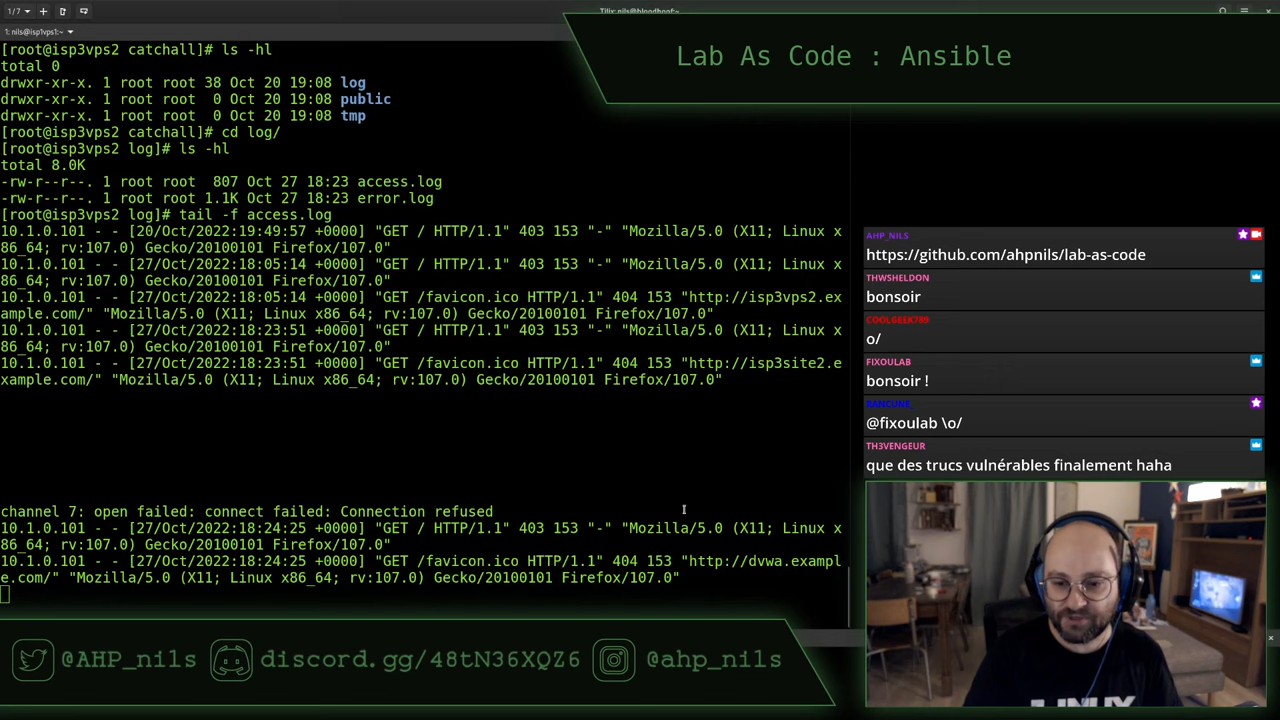 1/7
Tilix: nils@blondboof:~
1: nils@isp1vps1:~
Lab As Code : Ansible
[root@isp3vps2 catchall]# ls -hl
total 0
drwxr-xr-x. 1 root root 38 Oct 20 19:08 log
drwxr-xr-x. 1 root root  0 Oct 20 19:08 public
drwxr-xr-x. 1 root root  0 Oct 20 19:08 tmp
[root@isp3vps2 catchall]# cd log/
[root@isp3vps2 log]# ls -hl
total 8.0K
-rw-r--r--. 1 root root  807 Oct 27 18:23 access.log
-rw-r--r--. 1 root root 1.1K Oct 27 18:23 error.log
[root@isp3vps2 log]# tail -f access.log
10.1.0.101 - - [20/Oct/2022:19:49:57 +0000] "GET / HTTP/1.1" 403 153 "-" "Mozilla/5.0 (X11; Linux x
86_64; rv:107.0) Gecko/20100101 Firefox/107.0"
10.1.0.101 - - [27/Oct/2022:18:05:14 +0000] "GET / HTTP/1.1" 403 153 "-" "Mozilla/5.0 (X11; Linux x
86_64; rv:107.0) Gecko/20100101 Firefox/107.0"
10.1.0.101 - - [27/Oct/2022:18:05:14 +0000] "GET /favicon.ico HTTP/1.1" 404 153 "http://isp3vps2.ex
ample.com/" "Mozilla/5.0 (X11; Linux x86_64; rv:107.0) Gecko/20100101 Firefox/107.0"
10.1.0.101 - - [27/Oct/2022:18:23:51 +0000] "GET / HTTP/1.1" 403 153 "-" "Mozilla/5.0 (X11; Linux x
86_64; rv:107.0) Gecko/20100101 Firefox/107.0"
10.1.0.101 - - [27/Oct/2022:18:23:51 +0000] "GET /favicon.ico HTTP/1.1" 404 153 "http://isp3site2.e
xample.com/" "Mozilla/5.0 (X11; Linux x86_64; rv:107.0) Gecko/20100101 Firefox/107.0"
channel 7: open failed: connect failed: Connection refused
10.1.0.101 - - [27/Oct/2022:18:24:25 +0000] "GET / HTTP/1.1" 403 153 "-" "Mozilla/5.0 (X11; Linux x
86_64; rv:107.0) Gecko/20100101 Firefox/107.0"
10.1.0.101 - - [27/Oct/2022:18:24:25 +0000] "GET /favicon.ico HTTP/1.1" 404 153 "http://dvwa.exampl
e.com/" "Mozilla/5.0 (X11; Linux x86_64; rv:107.0) Gecko/20100101 Firefox/107.0"
AHP_NILS
https://github.com/ahpnils/lab-as-code
THWSHELDON
bonsoir
COOLGEEK789
o/
FIXOULAB
bonsoir !
RANCUNE_
@fixoulab \o/
TH3VENGEUR
que des trucs vulnérables finalement haha
LINUX
@AHP_nils
discord.gg/48tN36XQZ6
@ahp_nils